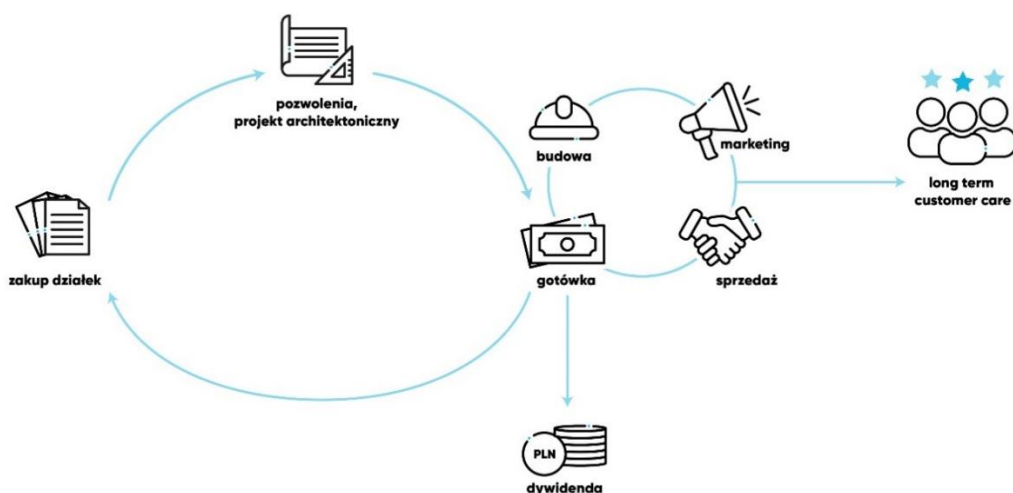 pozwolenia,
projekt architektoniczny
budowa
marketing
long term
customer care
zakup działek
gotówka
sprzedaż
PLN
dywidenda